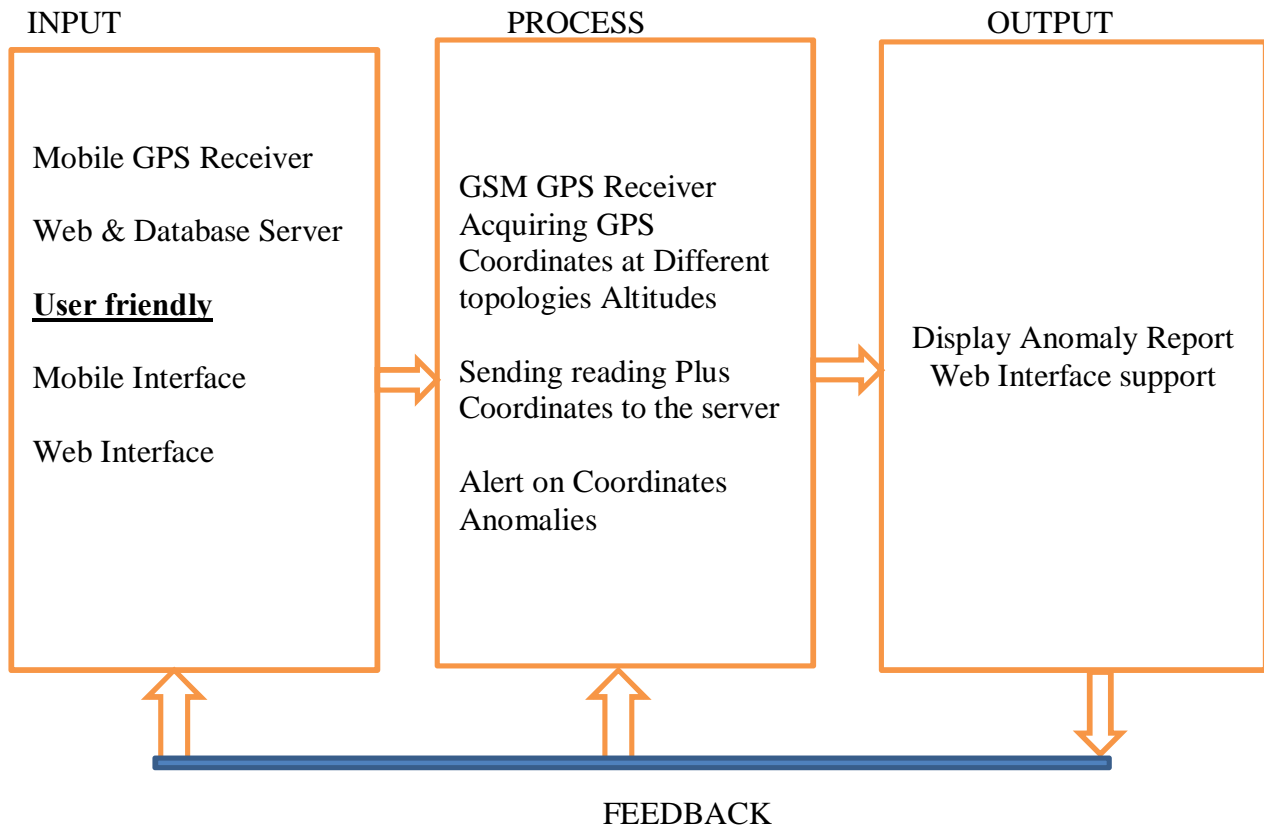 INPUT
PROCESS
OUTPUT
Mobile GPS Receiver
Web & Database Server
User friendly
Mobile Interface
Web Interface
GSM GPS Receiver
Acquiring GPS
Coordinates at Different
topologies Altitudes
Sending reading Plus
Coordinates to the server
Alert on Coordinates
Anomalies
Display Anomaly Report
Web Interface support
FEEDBACK